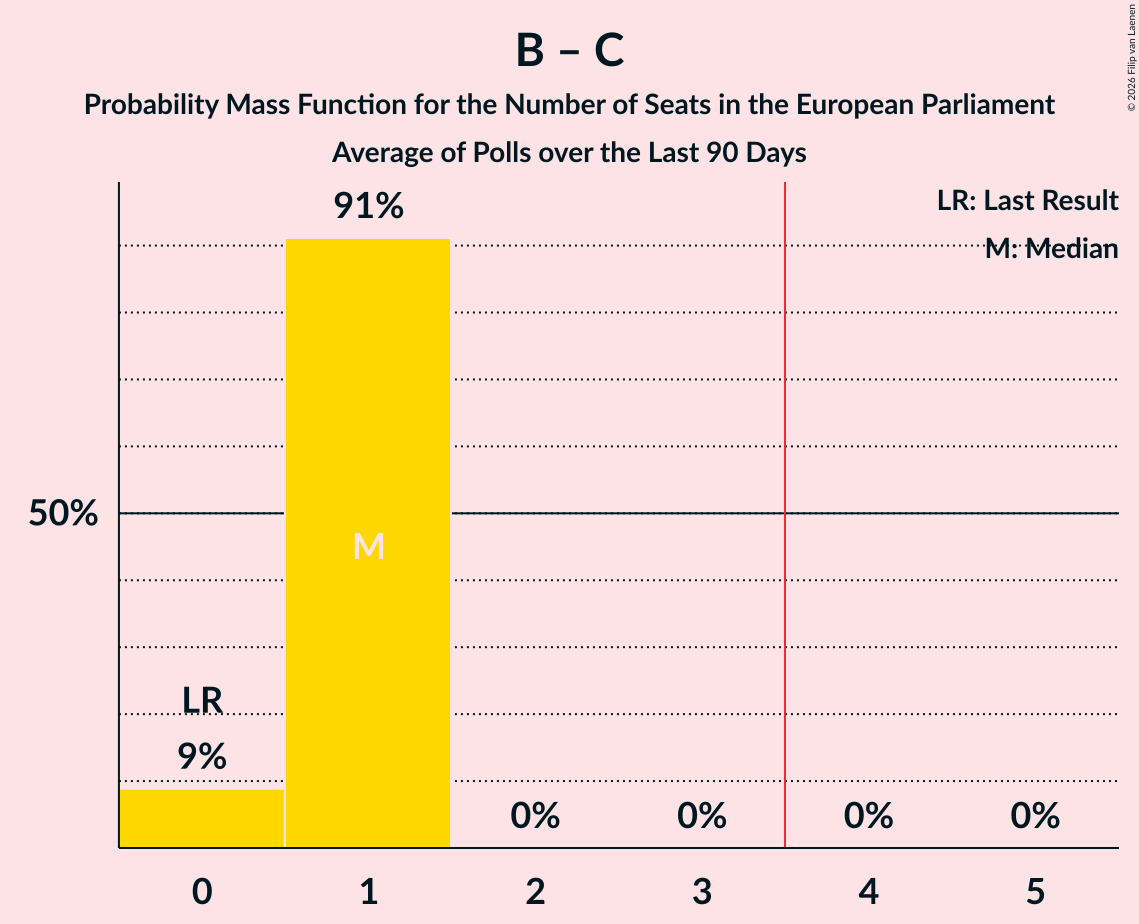 B – C
Probability Mass Function for the Number of Seats in the European Parliament
Average of Polls over the Last 90 Days
© 2026 Filip van Laenen
LR: Last Result
M: Median
91%
50%
M
LR
9%
0%
0%
0%
0%
0
1
2
3
4
5